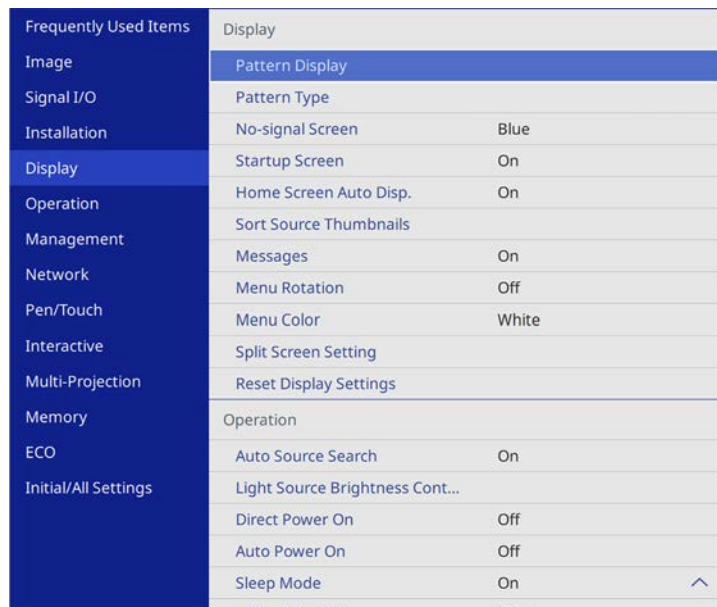 Frequently Used Items
Image
Signal I/O
Installation
Display
Operation
Management
Network
Pen/Touch
Interactive
Multi-Projection
Memory
ECO
Initial/All Settings
Display
Pattern Display
Pattern Type
No-signal Screen Blue
Startup Screen On
Home Screen Auto Disp. On
Sort Source Thumbnails
Messages On
Menu Rotation Off
Menu Color White
Split Screen Setting
Reset Display Settings
Operation
Auto Source Search On
Light Source Brightness Cont...
Direct Power On Off
Auto Power On Off
Sleep Mode On